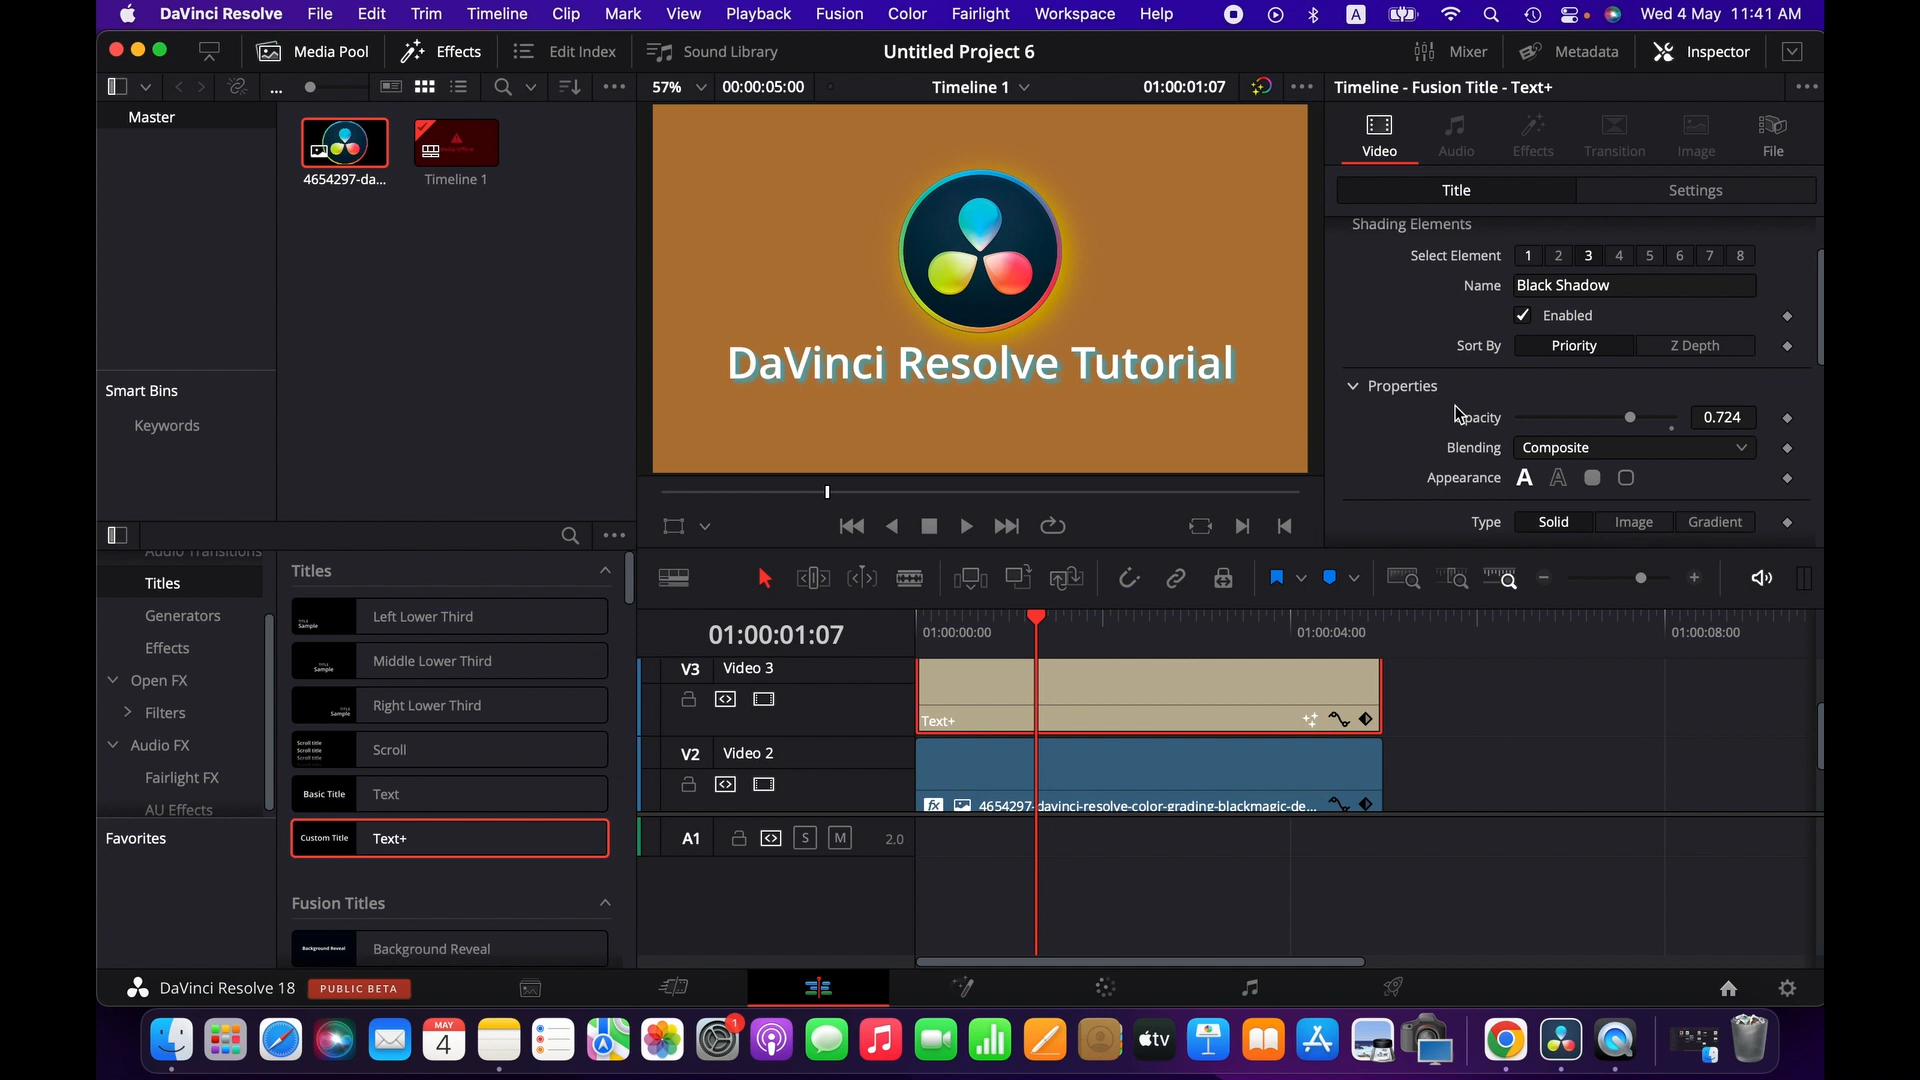 DaVinci Resolve File Edit Trim Timeline Clip Mark View Playback Fusion Color Fairlight Workspace Help A Wed 4 May 11:41 AM
Media Pool Effects Edit Index Sound Library Untitled Project 6 Mixer Metadata Inspector
... 57% 00:00:05:00 Timeline 1 01:00:01:07 Timeline - Fusion Title - Text+
Master
4654297-da...
Timeline 1
DaVinci Resolve Tutorial
Video Audio Effects Transition Image File
Title Settings
Shading Elements
Select Element 1 2 3 4 5 6 7 8
Name Black Shadow
Enabled
Sort By Priority Z Depth
Properties
Opacity 0.724
Blending Composite
Appearance
Type Solid Image Gradient
Smart Bins
Keywords
Audio Transitions
Titles
Generators
Effects
Open FX
Filters
Audio FX
Fairlight FX
AU Effects
Favorites
Titles
Left Lower Third
Middle Lower Third
Right Lower Third
Scroll
Basic Title Text
Custom Title Text+
Fusion Titles
Background Reveal Background Reveal
01:00:01:07 01:00:00:00 01:00:04:00 01:00:08:00
V3 Video 3
Text+
V2 Video 2
fx 4654297-davinci-resolve-color-grading-blackmagic-de...
A1 S M 2.0
DaVinci Resolve 18 PUBLIC BETA
MAY
4
1
tv